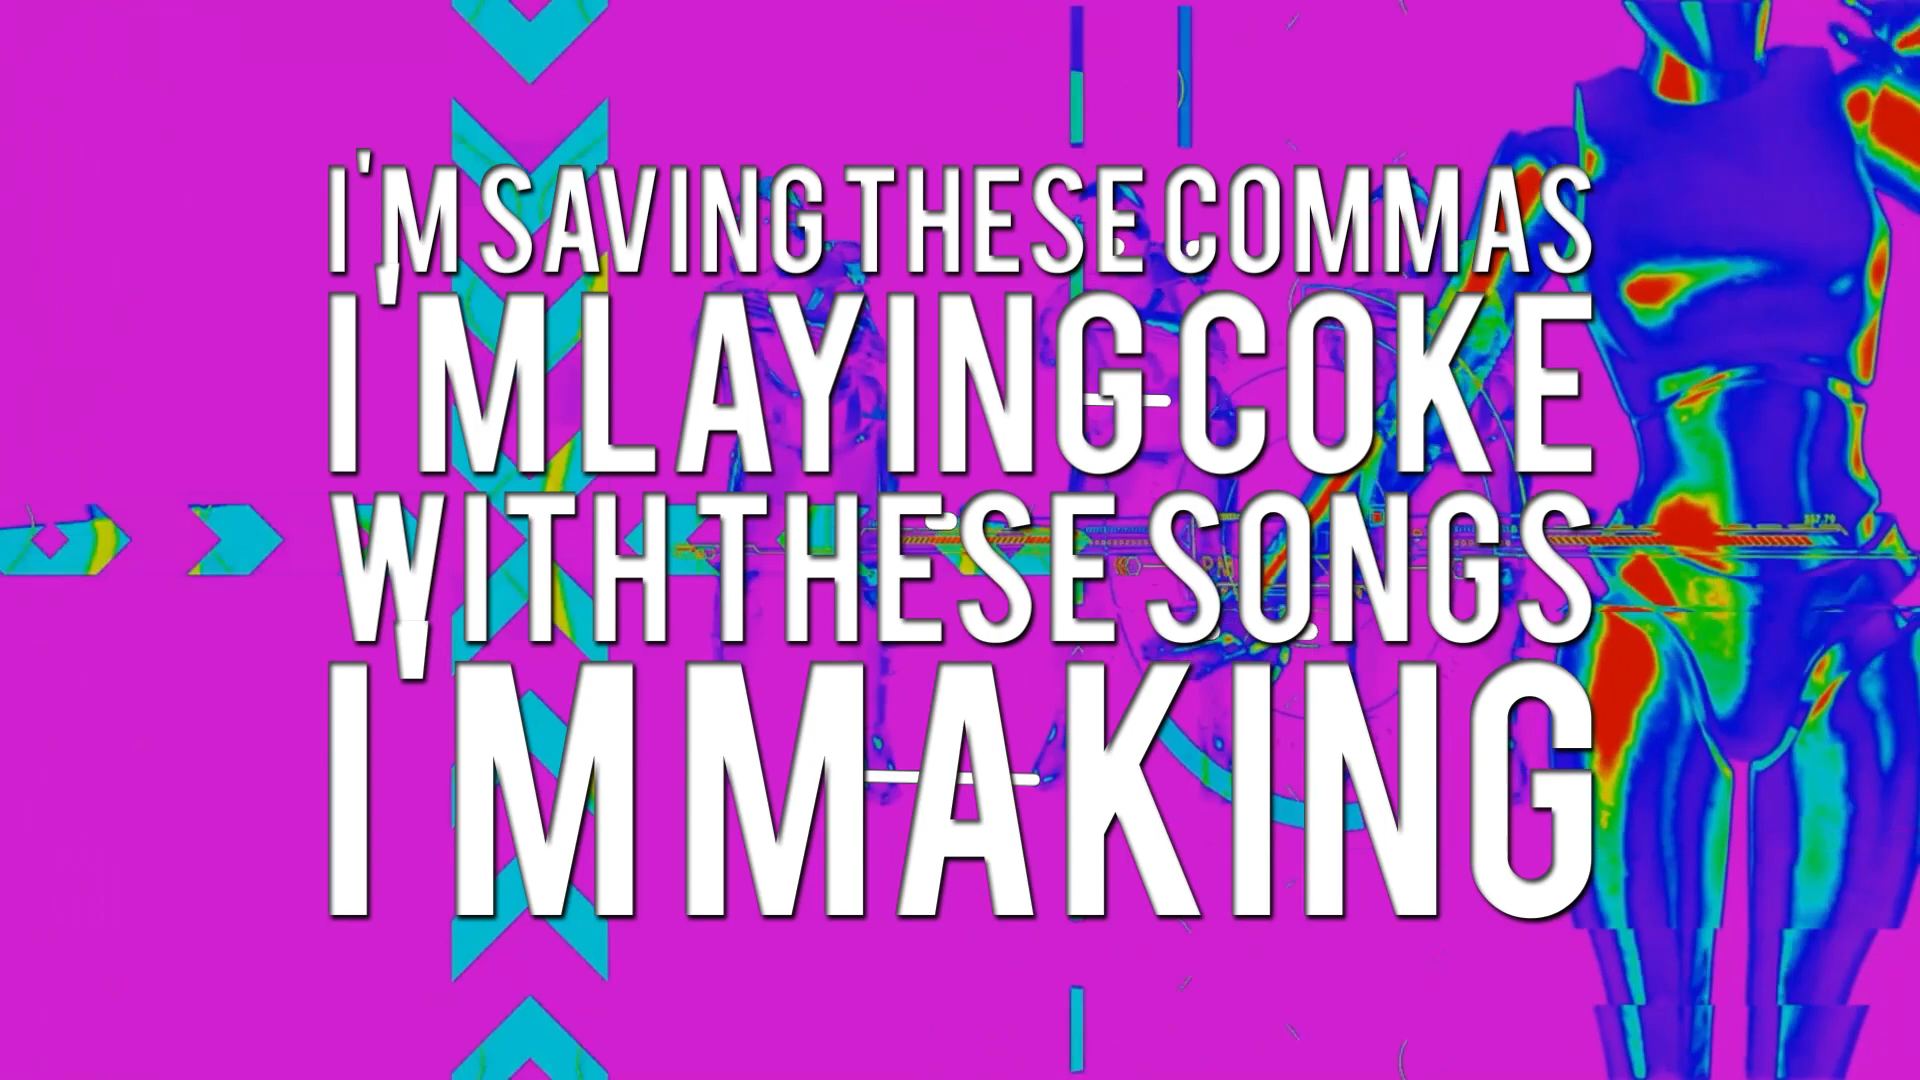 I'M SAVING THESE COMMAS
I'M LAYING COKE
WITH THESE SONGS
I'M MAKING